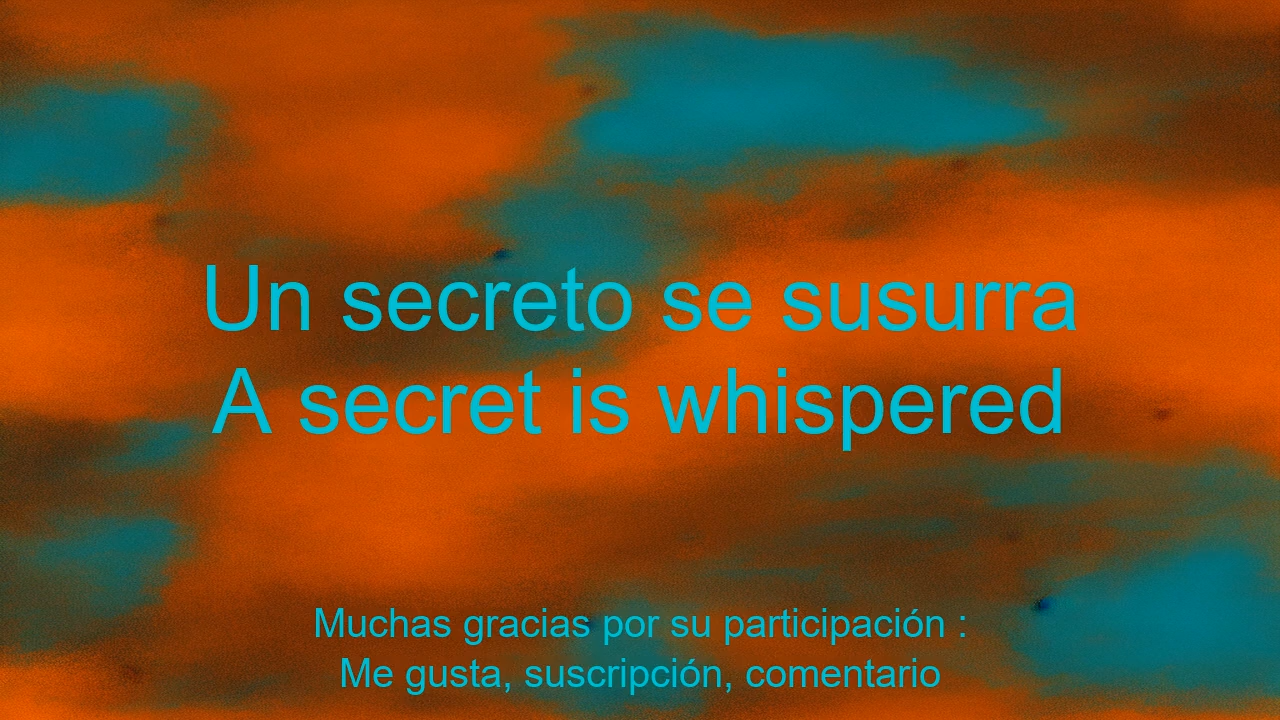 Un secreto se susurra
A secret is whispered
Muchas gracias por su participación :
Me gusta, suscripción, comentario